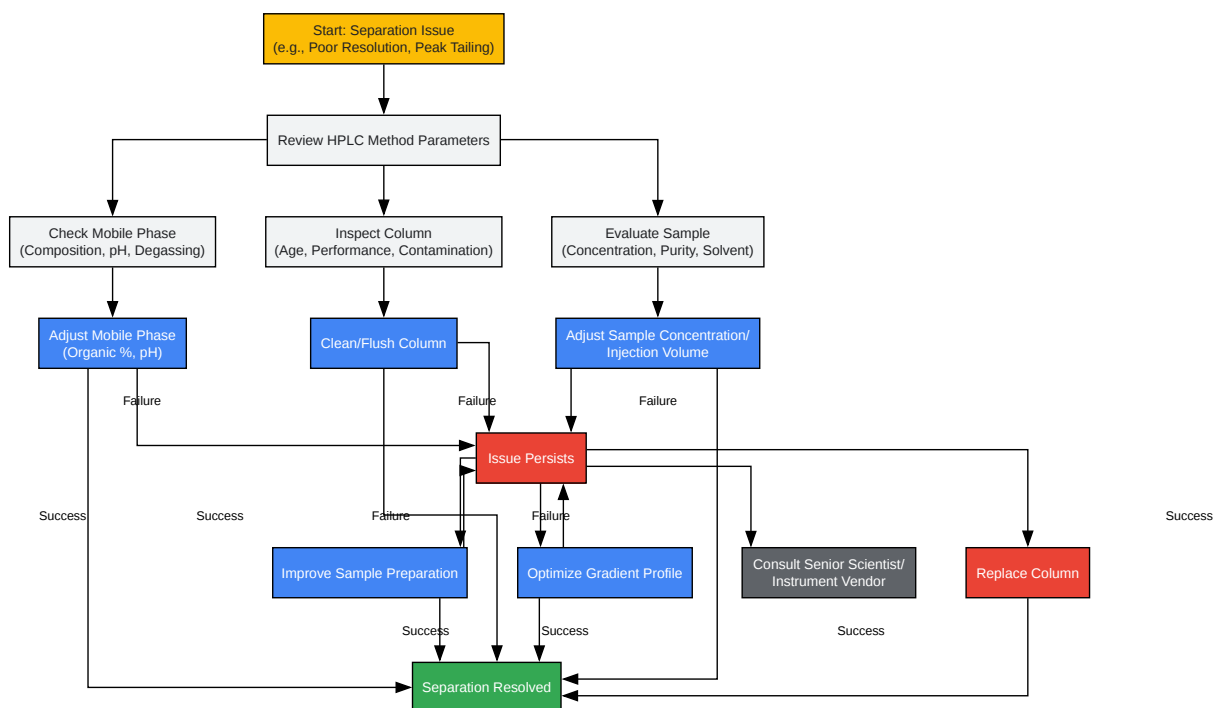 Start: Separation Issue
(e.g., Poor Resolution, Peak Tailing)
Review HPLC Method Parameters
Check Mobile Phase
(Composition, pH, Degassing)
Inspect Column
(Age, Performance, Contamination)
Evaluate Sample
(Concentration, Purity, Solvent)
Adjust Mobile Phase
(Organic %, pH)
Clean/Flush Column
Adjust Sample Concentration/
Injection Volume
Failure
Failure
Failure
Issue Persists
Success
Success
Failure
Failure
Success
Improve Sample Preparation
Optimize Gradient Profile
Consult Senior Scientist/
Instrument Vendor
Replace Column
Success
Success
Success
Separation Resolved